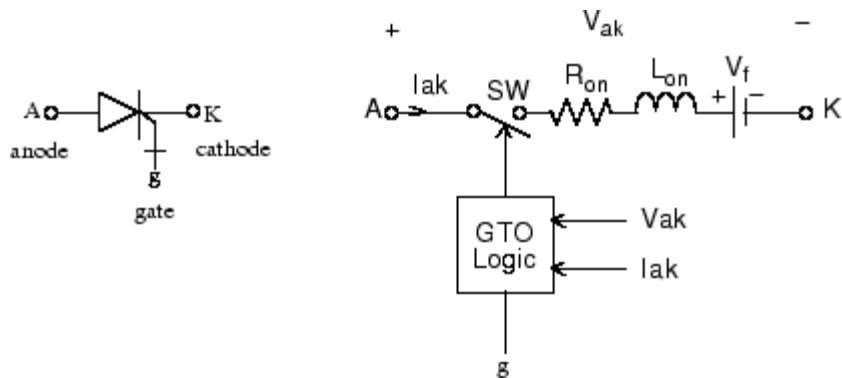 A
K
anode
cathode
g
gate
+ Vak −
Iak
SW
Ron
Lon
Vf
+ −
A
K
GTO
Logic
Vak
Iak
g